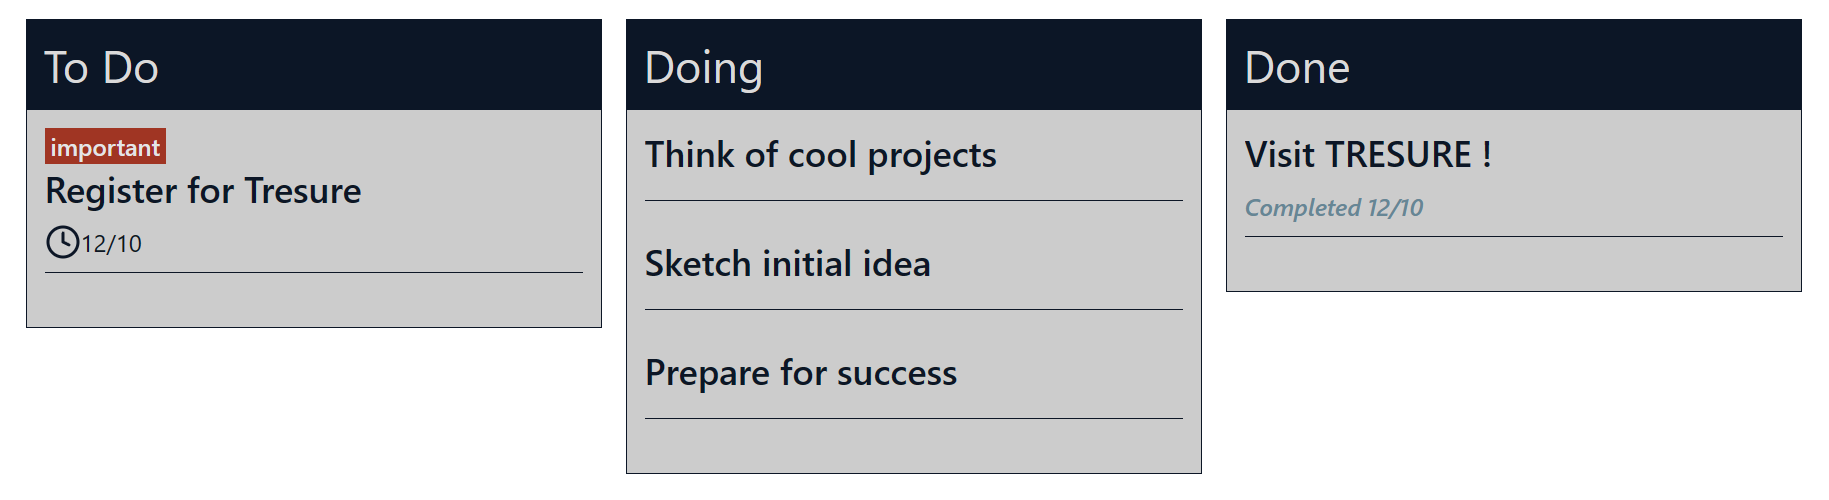 To Do
important
Register for Tresure
12/10
Doing
Think of cool projects
Sketch initial idea
Prepare for success
Done
Visit TRESURE !
Completed 12/10